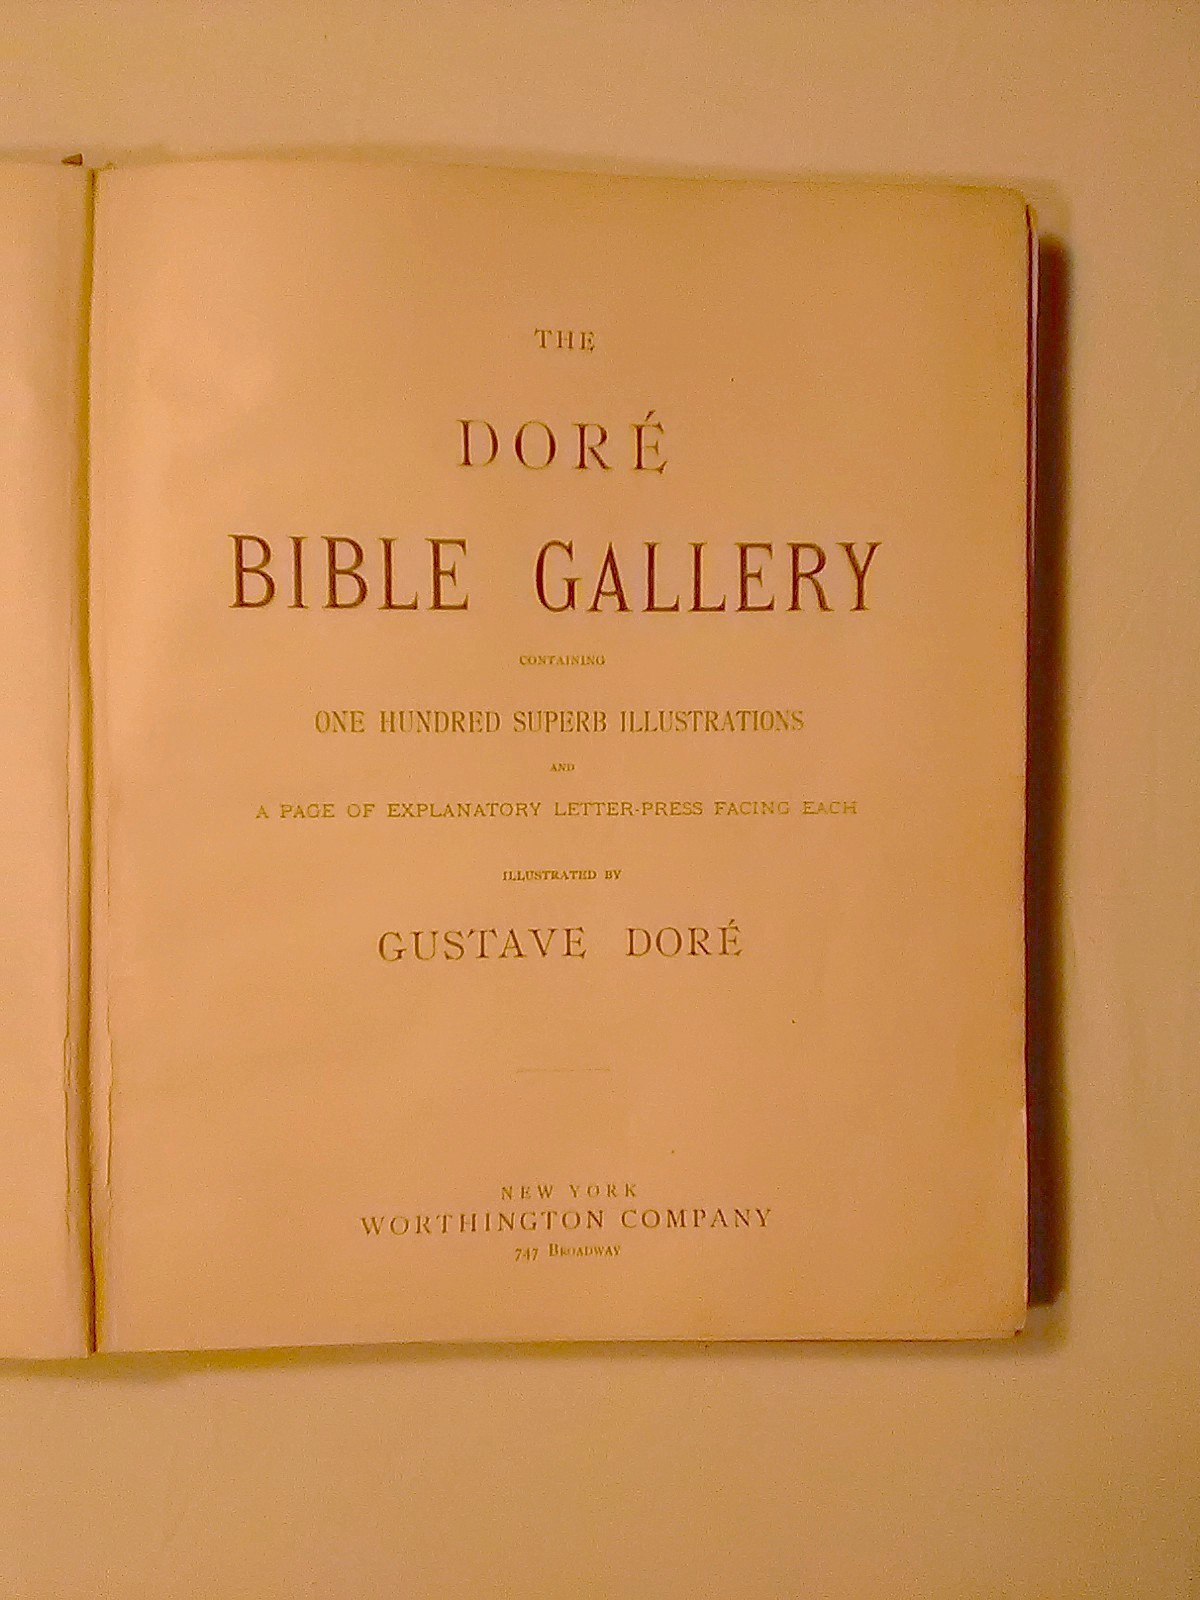 THE
DORÉ
BIBLE GALLERY
CONTAINING
ONE HUNDRED SUPERB ILLUSTRATIONS
AND
A PAGE OF EXPLANATORY LETTER-PRESS FACING EACH
ILLUSTRATED BY
GUSTAVE DORÉ
NEW YORK
WORTHINGTON COMPANY
747 BROADWAY